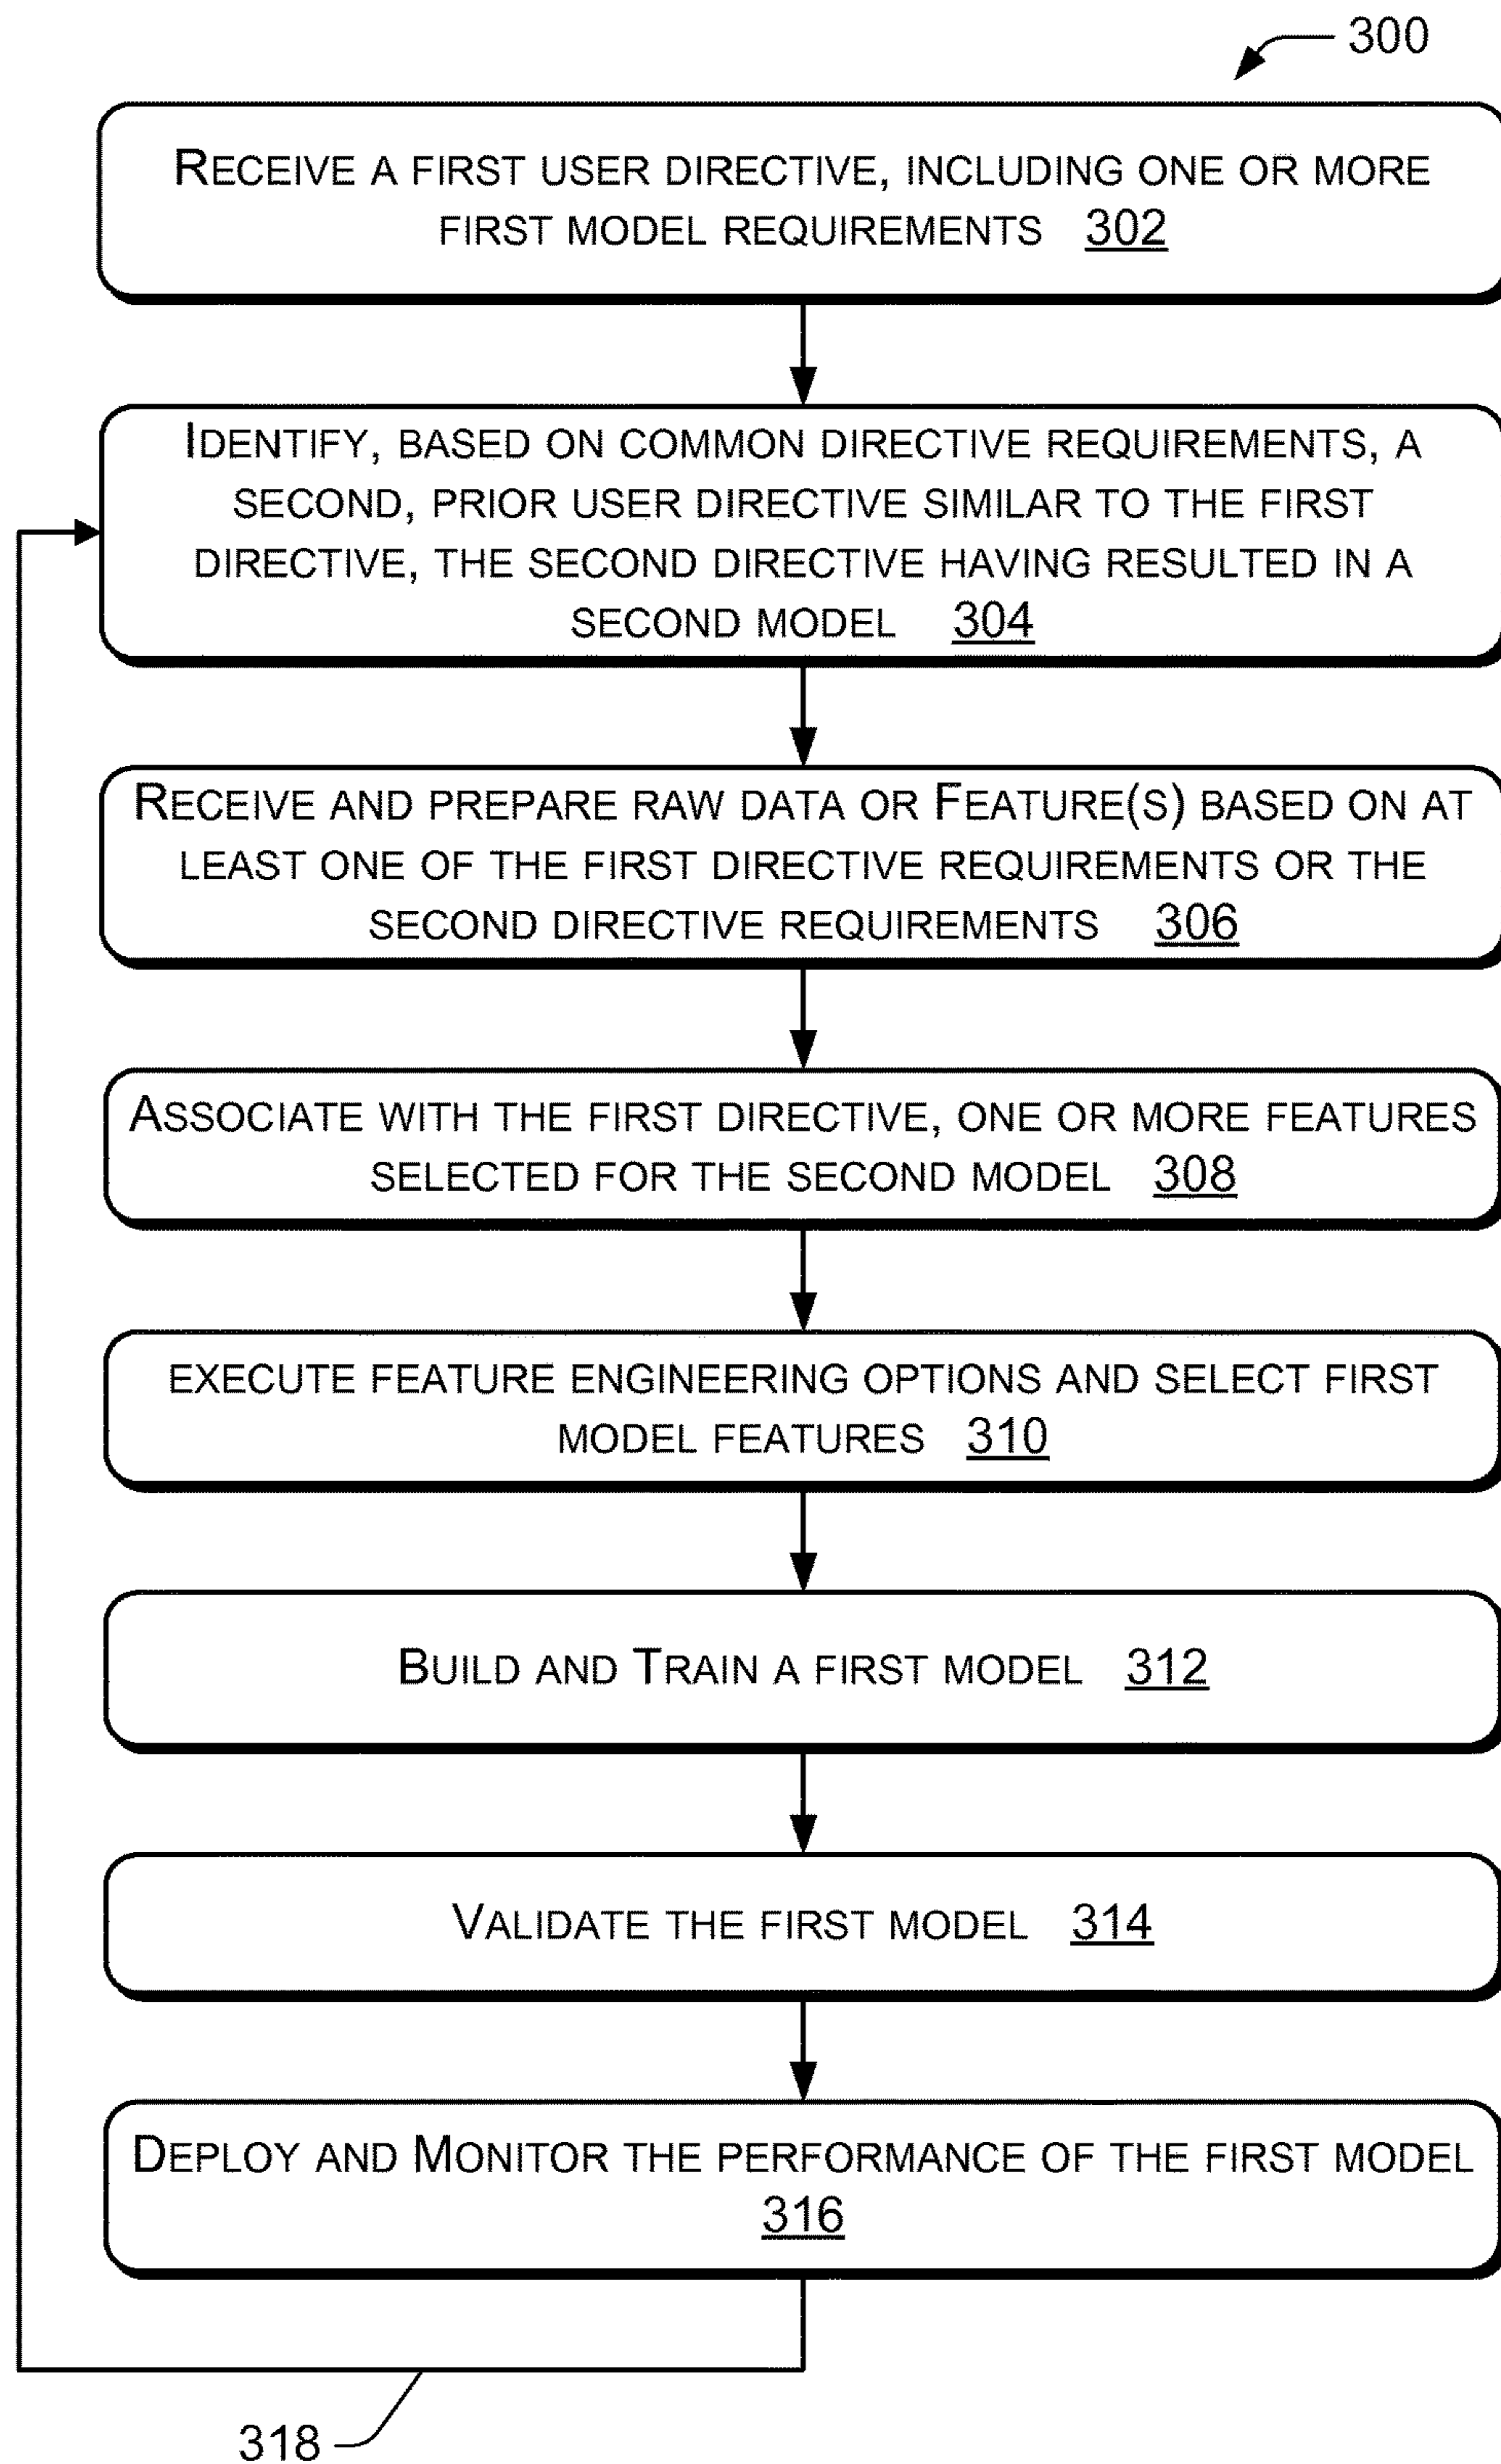 300
RECEIVE A FIRST USER DIRECTIVE, INCLUDING ONE OR MORE
FIRST MODEL REQUIREMENTS 302
IDENTIFY, BASED ON COMMON DIRECTIVE REQUIREMENTS, A
SECOND, PRIOR USER DIRECTIVE SIMILAR TO THE FIRST
DIRECTIVE, THE SECOND DIRECTIVE HAVING RESULTED IN A
SECOND MODEL 304
RECEIVE AND PREPARE RAW DATA OR FEATURE(S) BASED ON AT
LEAST ONE OF THE FIRST DIRECTIVE REQUIREMENTS OR THE
SECOND DIRECTIVE REQUIREMENTS 306
ASSOCIATE WITH THE FIRST DIRECTIVE, ONE OR MORE FEATURES
SELECTED FOR THE SECOND MODEL 308
EXECUTE FEATURE ENGINEERING OPTIONS AND SELECT FIRST
MODEL FEATURES 310
BUILD AND TRAIN A FIRST MODEL 312
VALIDATE THE FIRST MODEL 314
DEPLOY AND MONITOR THE PERFORMANCE OF THE FIRST MODEL
316
318